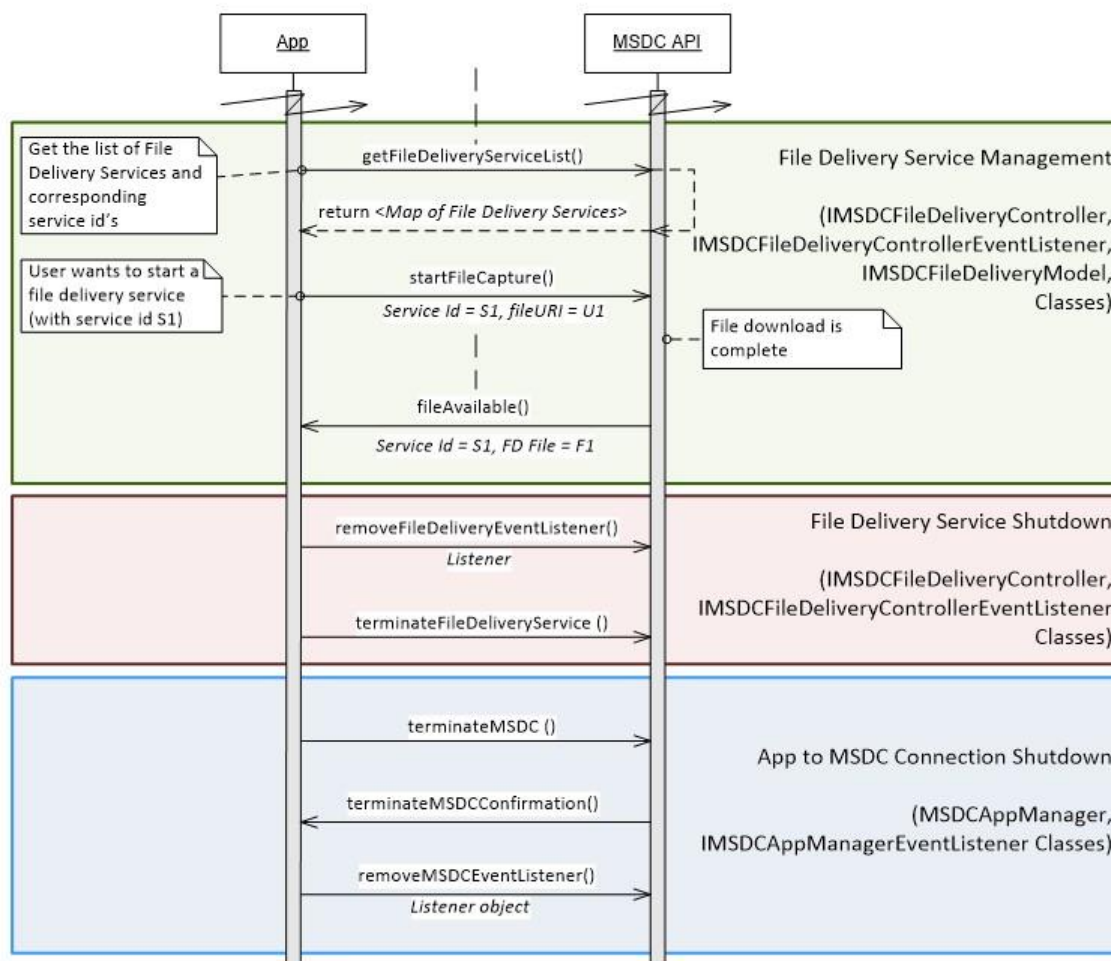 App
MSDC API
Get the list of File
Delivery Services and
corresponding
service id's
getFileDeliveryServiceList()
return <Map of File Delivery Services>
File Delivery Service Management
(IMSDCFileDeliveryController,
IMSDCFileDeliveryControllerEventListener,
IMSDCFileDeliveryModel,
Classes)
User wants to start a
file delivery service
(with service id S1)
startFileCapture()
Service Id = S1, fileURI = U1
File download is
complete
fileAvailable()
Service Id = S1, FD File = F1
File Delivery Service Shutdown
(IMSDCFileDeliveryController,
IMSDCFileDeliveryControllerEventListener
Classes)
removeFileDeliveryEventListener()
Listener
terminateFileDeliveryService ()
terminateMSDC ()
App to MSDC Connection Shutdown
(MSDCAppManager,
IMSDCAppManagerEventListener Classes)
terminateMSDCConfirmation()
removeMSDCEventListener()
Listener object